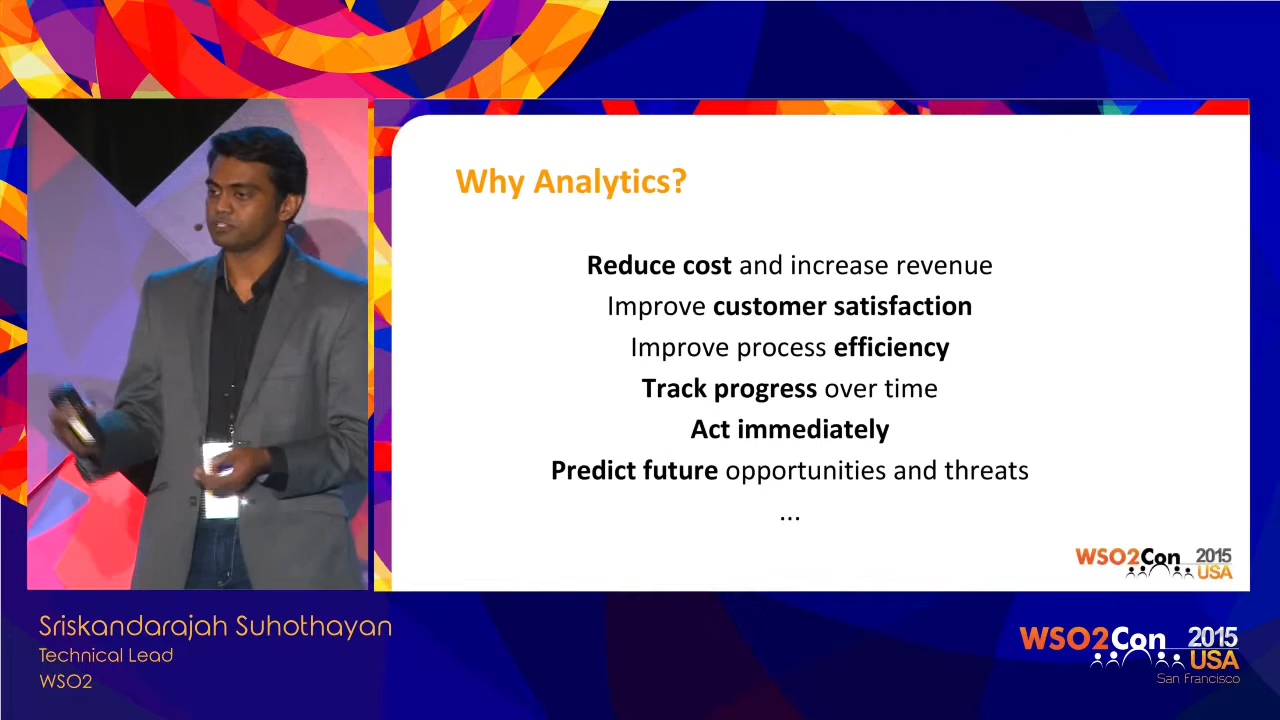 Why Analytics?
Reduce cost and increase revenue
Improve customer satisfaction
Improve process efficiency
Track progress over time
Act immediately
Predict future opportunities and threats
...
WSO2Con 2015
USA
Sriskandarajah Suhothayan
Technical Lead
WSO2
WSO2Con 2015
USA
San Francisco